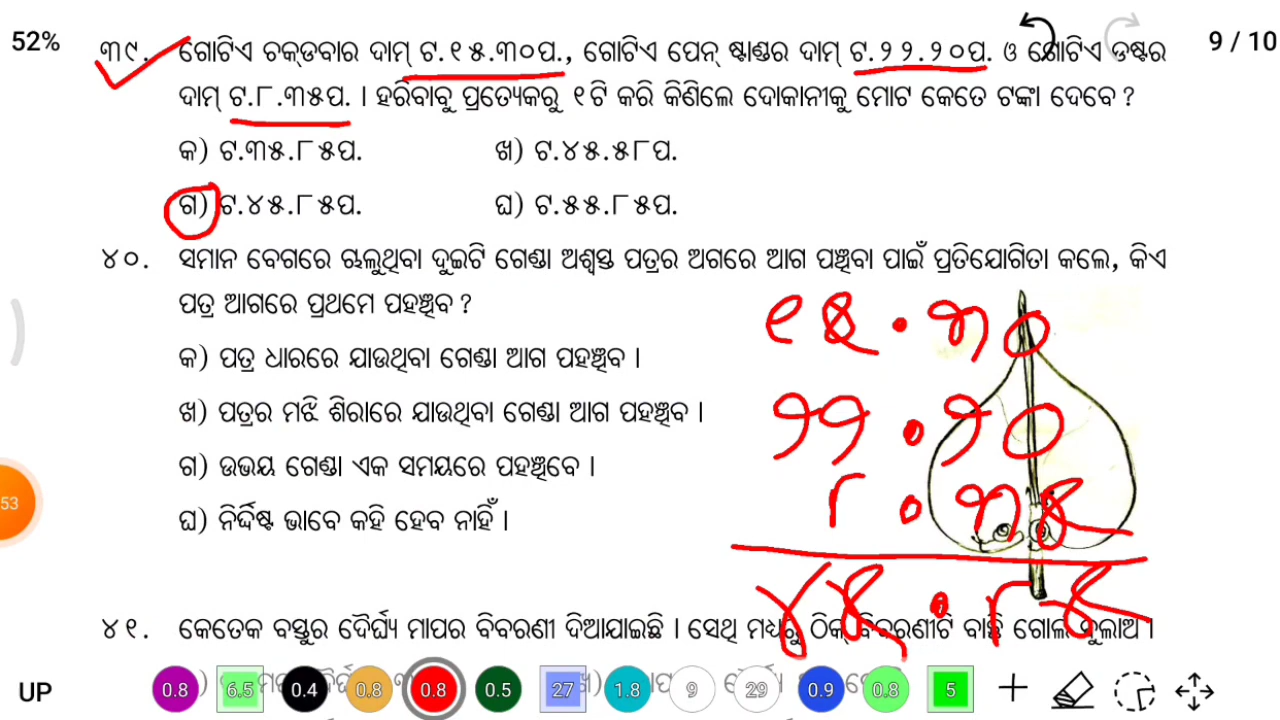 52%
9 / 10
୩୯. ଗୋଟିଏ ଚକ୍‌ଡବାର ଦାମ୍ ଟ.୧୫.୩୦ପ., ଗୋଟିଏ ପେନ୍ ଷ୍ଟାଣ୍ଡର ଦାମ୍ ଟ.୨୨.୨୦ପ. ଓ ଗୋଟିଏ ଡଷ୍ଟର
ଦାମ୍ ଟ.୮.୩୫ପ. । ହରିବାବୁ ପ୍ରତ୍ୟେକରୁ ୧ଟି କରି କିଣିଲେ ଦୋକାନୀକୁ ମୋଟ କେତେ ଟଙ୍କା ଦେବେ ?
କ) ଟ.୩୫.୮୫ପ. ଖ) ଟ.୪୫.୫୮ପ.
ଗ) ଟ.୪୫.୮୫ପ. ଘ) ଟ.୫୫.୮୫ପ.
୪୦. ସମାନ ବେଗରେ ଋଲୁଥିବା ଦୁଇଟି ଗେଣ୍ଡା ଅଶ୍ୱସ୍ତ ପତ୍ରର ଅଗରେ ଆଗ ପଞ୍ଚିବା ପାଇଁ ପ୍ରତିଯୋଗିତା କଲେ, କିଏ
ପତ୍ର ଆଗରେ ପ୍ରଥମେ ପହଞ୍ଚିବ ?
କ) ପତ୍ର ଧାରରେ ଯାଉଥିବା ଗେଣ୍ଡା ଆଗ ପହଞ୍ଚିବ ।
ଖ) ପତ୍ରର ମଝି ଶିରାରେ ଯାଉଥିବା ଗେଣ୍ଡା ଆଗ ପହଞ୍ଚିବ ।
ଗ) ଉଭୟ ଗେଣ୍ଡା ଏକ ସମୟରେ ପହଞ୍ଚିବେ ।
ଘ) ନିର୍ଦ୍ଦିଷ୍ଟ ଭାବେ କହି ହେବ ନାହିଁ ।
୧୫.୩୦
୨୨.୨୦
୮.୩୫
୪୫.୮୫
୪୧. କେତେକ ବସ୍ତୁର ଦୈର୍ଘ୍ୟ ମାପର ବିବରଣୀ ଦିଆଯାଇଛି । ସେଥି ମଧ୍ୟରୁ ଠିକ୍ ବିବରଣୀଟି ବାଛି ଗୋଲ ବୁଲାଅ ।
53
UP 0.8 6.5 0.4 0.8 0.8 0.5 27 1.8 9 29 0.9 0.8 5